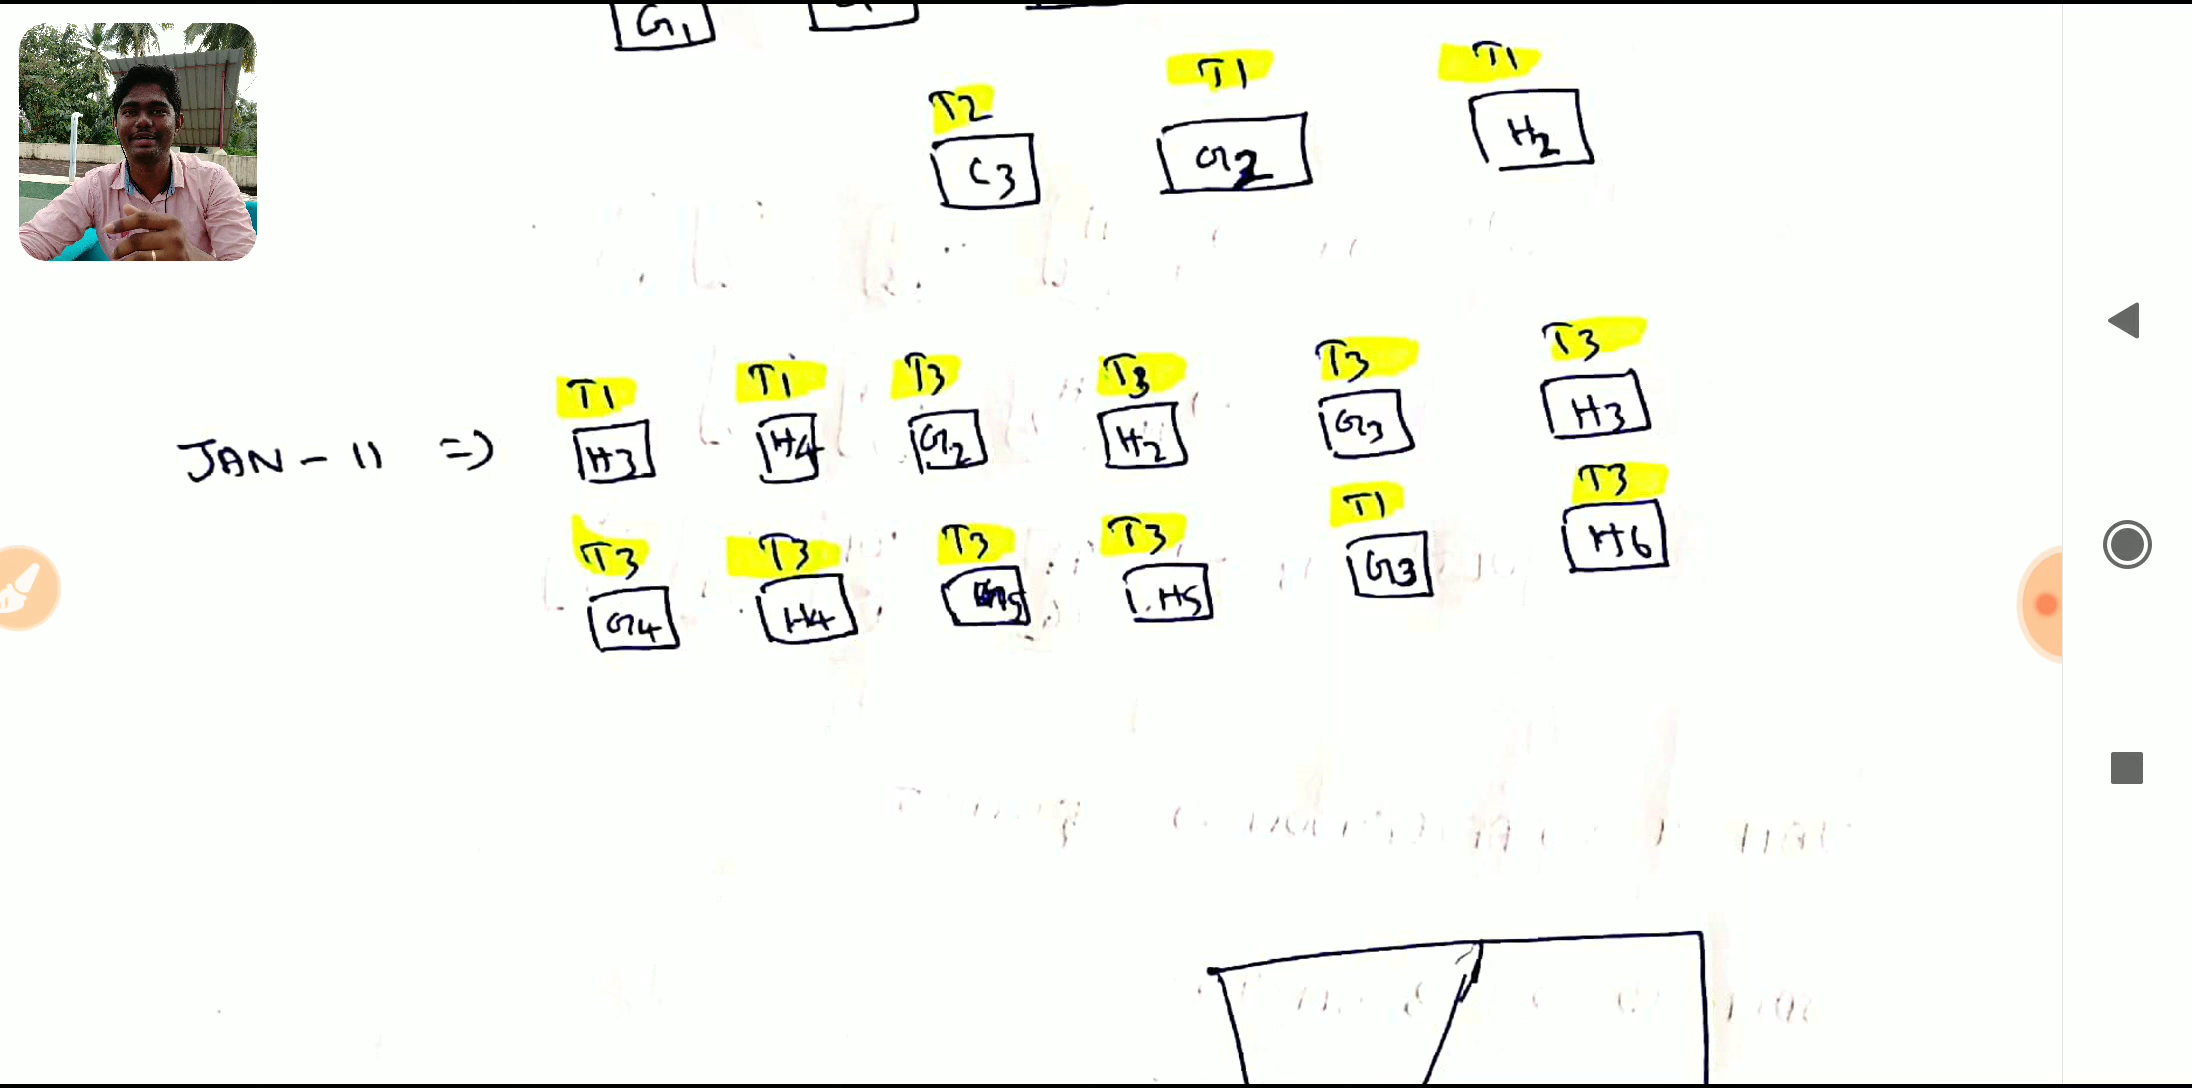 G1
T1 T1
T2
C3 G2 H2
T3 T3
T1 T1 T3 T3
JAN - 11 => H3 H4 G2 H2 G3 H3
T3 T3 T3 T3 T1 T3
G4 H4 G5 H5 G3 H6